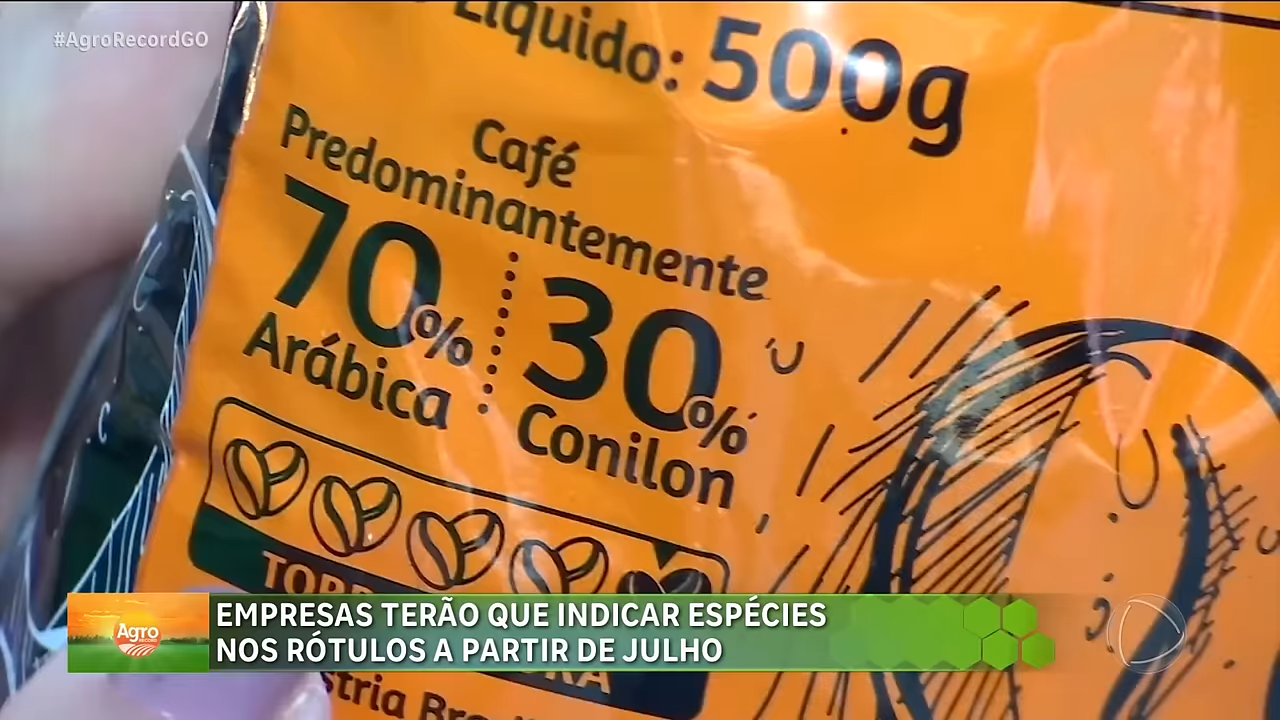 #AgroRecordGO
Líquido: 500g
Café
Predominantemente
70% 30%
Arábica Conilon
EMPRESAS TERÃO QUE INDICAR ESPÉCIES
NOS RÓTULOS A PARTIR DE JULHO
Agro
RECORD